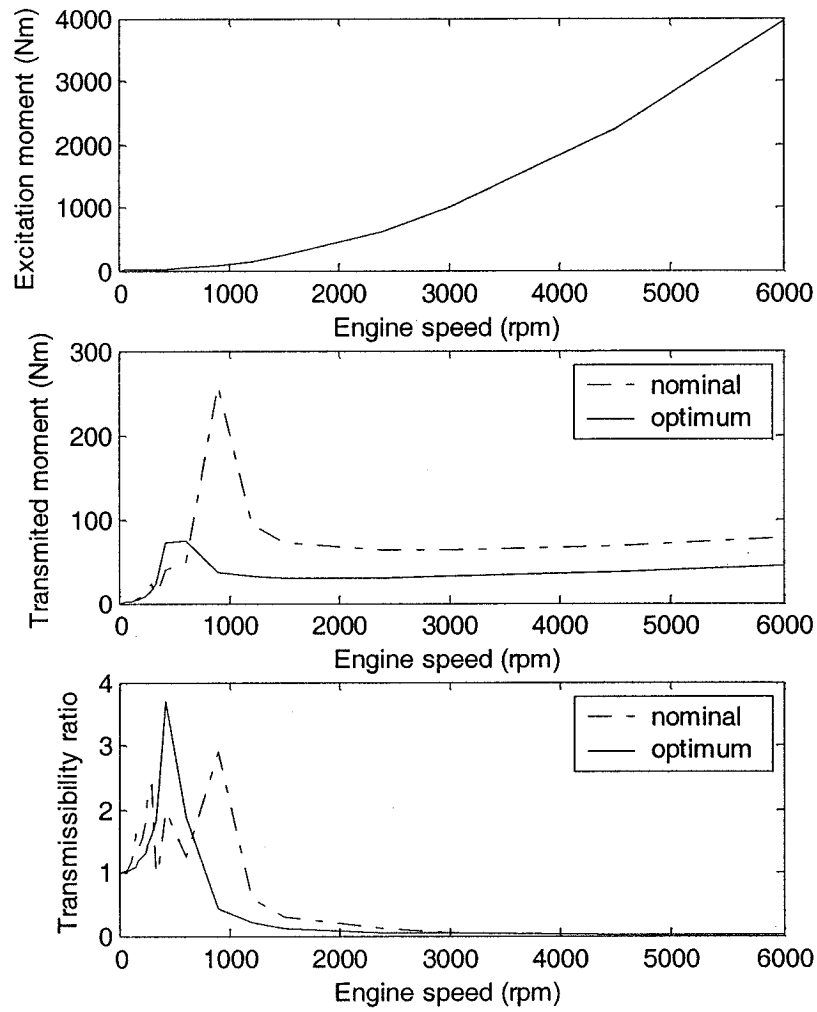 Excitation moment (Nm)
4000
3000
2000
1000
0
0 1000 2000 3000 4000 5000 6000
Engine speed (rpm)
Transmited moment (Nm)
300
200
100
0
nominal
optimum
0 1000 2000 3000 4000 5000 6000
Engine speed (rpm)
Transmissibility ratio
4
3
2
1
0
nominal
optimum
0 1000 2000 3000 4000 5000 6000
Engine speed (rpm)